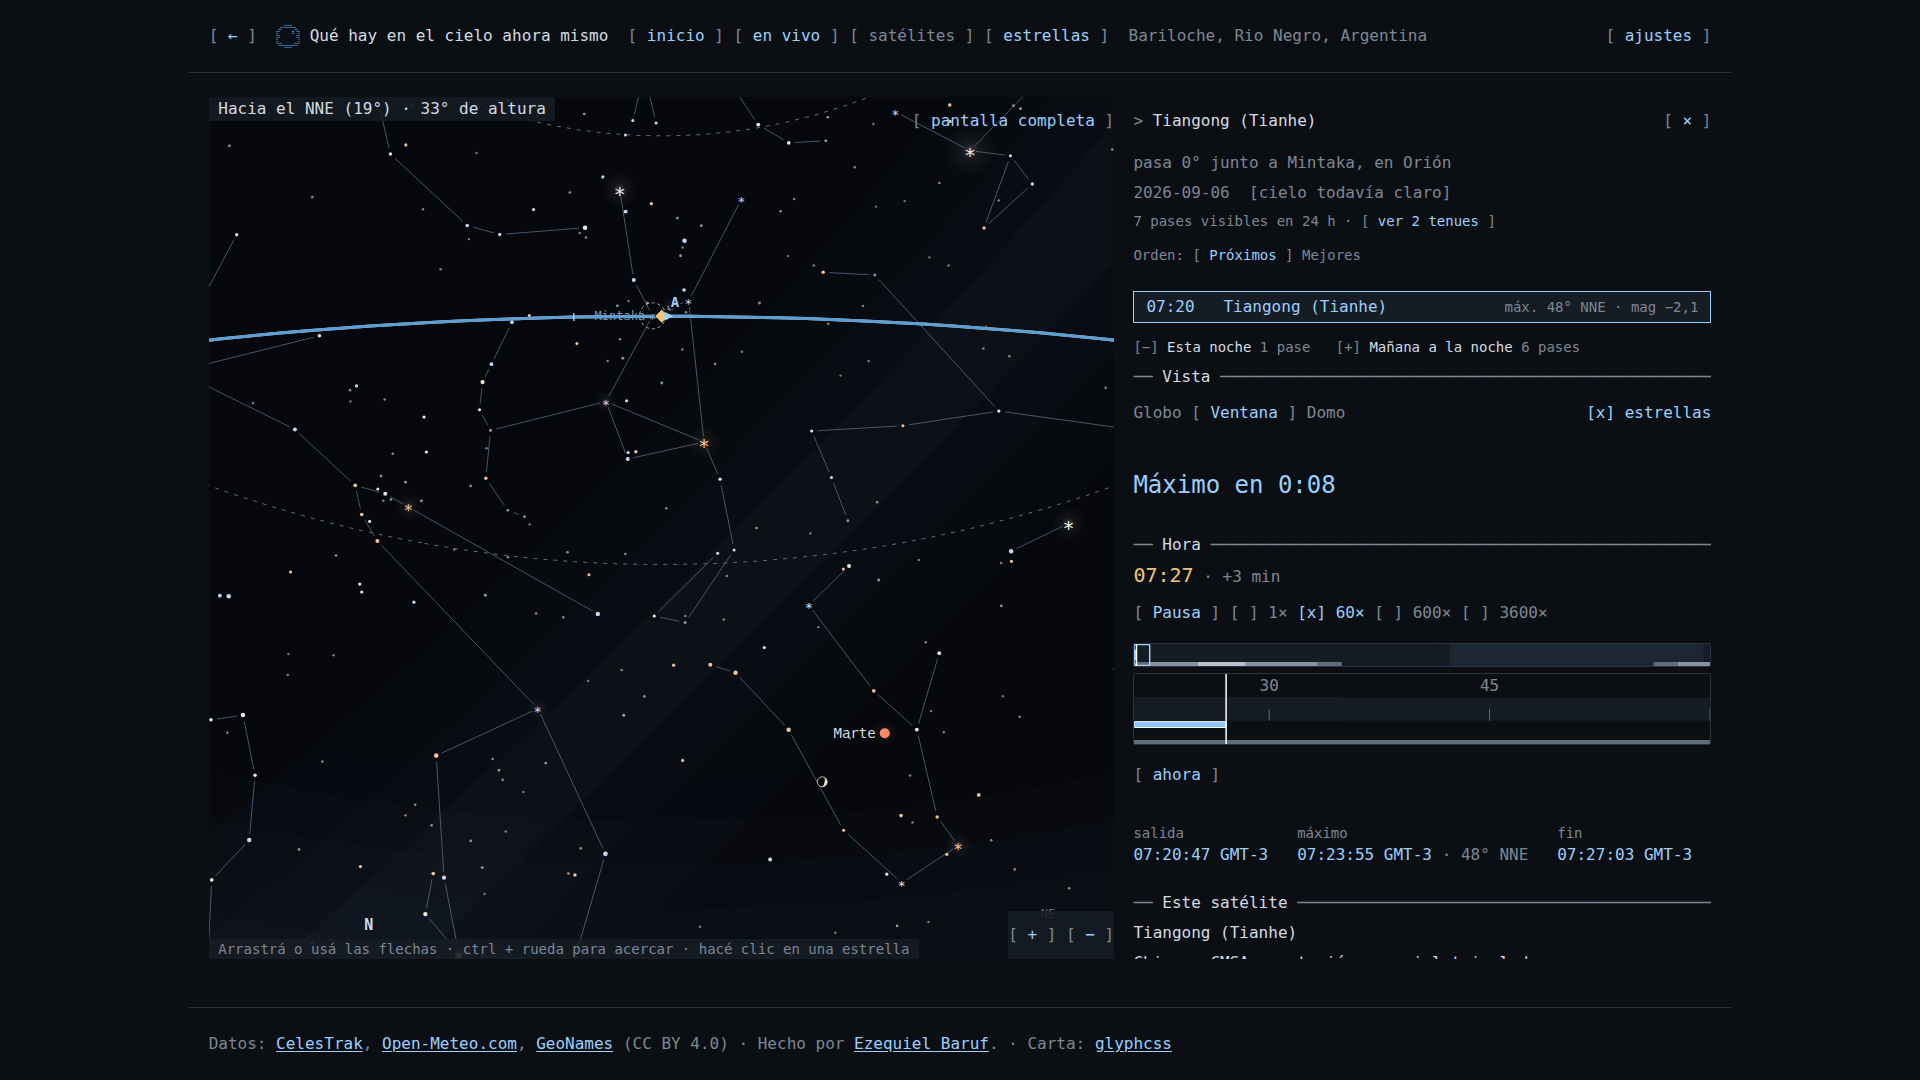 [ ← ] Qué hay en el cielo ahora mismo [ inicio ] [ en vivo ] [ satélites ] [ estrellas ] Bariloche, Rio Negro, Argentina [ ajustes ]
Hacia el NNE (19°) · 33° de altura
[ pantalla completa ]
Mintaka
A
Marte
N
NE
Arrastrá o usá las flechas · ctrl + rueda para acercar · hacé clic en una estrella
[ + ] [ − ]
> Tiangong (Tianhe) [ × ]
pasa 0° junto a Mintaka, en Orión
2026-09-06 [cielo todavía claro]
7 pases visibles en 24 h · [ ver 2 tenues ]
Orden: [ Próximos ] Mejores
07:20 Tiangong (Tianhe) máx. 48° NNE · mag −2,1
[−] Esta noche 1 pase [+] Mañana a la noche 6 pases
Vista
Globo [ Ventana ] Domo [x] estrellas
Máximo en 0:08
Hora
07:27 · +3 min
[ Pausa ] [ ] 1× [x] 60× [ ] 600× [ ] 3600×
30 45
[ ahora ]
salida máximo fin
07:20:47 GMT-3 07:23:55 GMT-3 · 48° NNE 07:27:03 GMT-3
Este satélite
Tiangong (Tianhe)
Datos: CelesTrak, Open-Meteo.com, GeoNames (CC BY 4.0) · Hecho por Ezequiel Baruf. · Carta: glyphcss